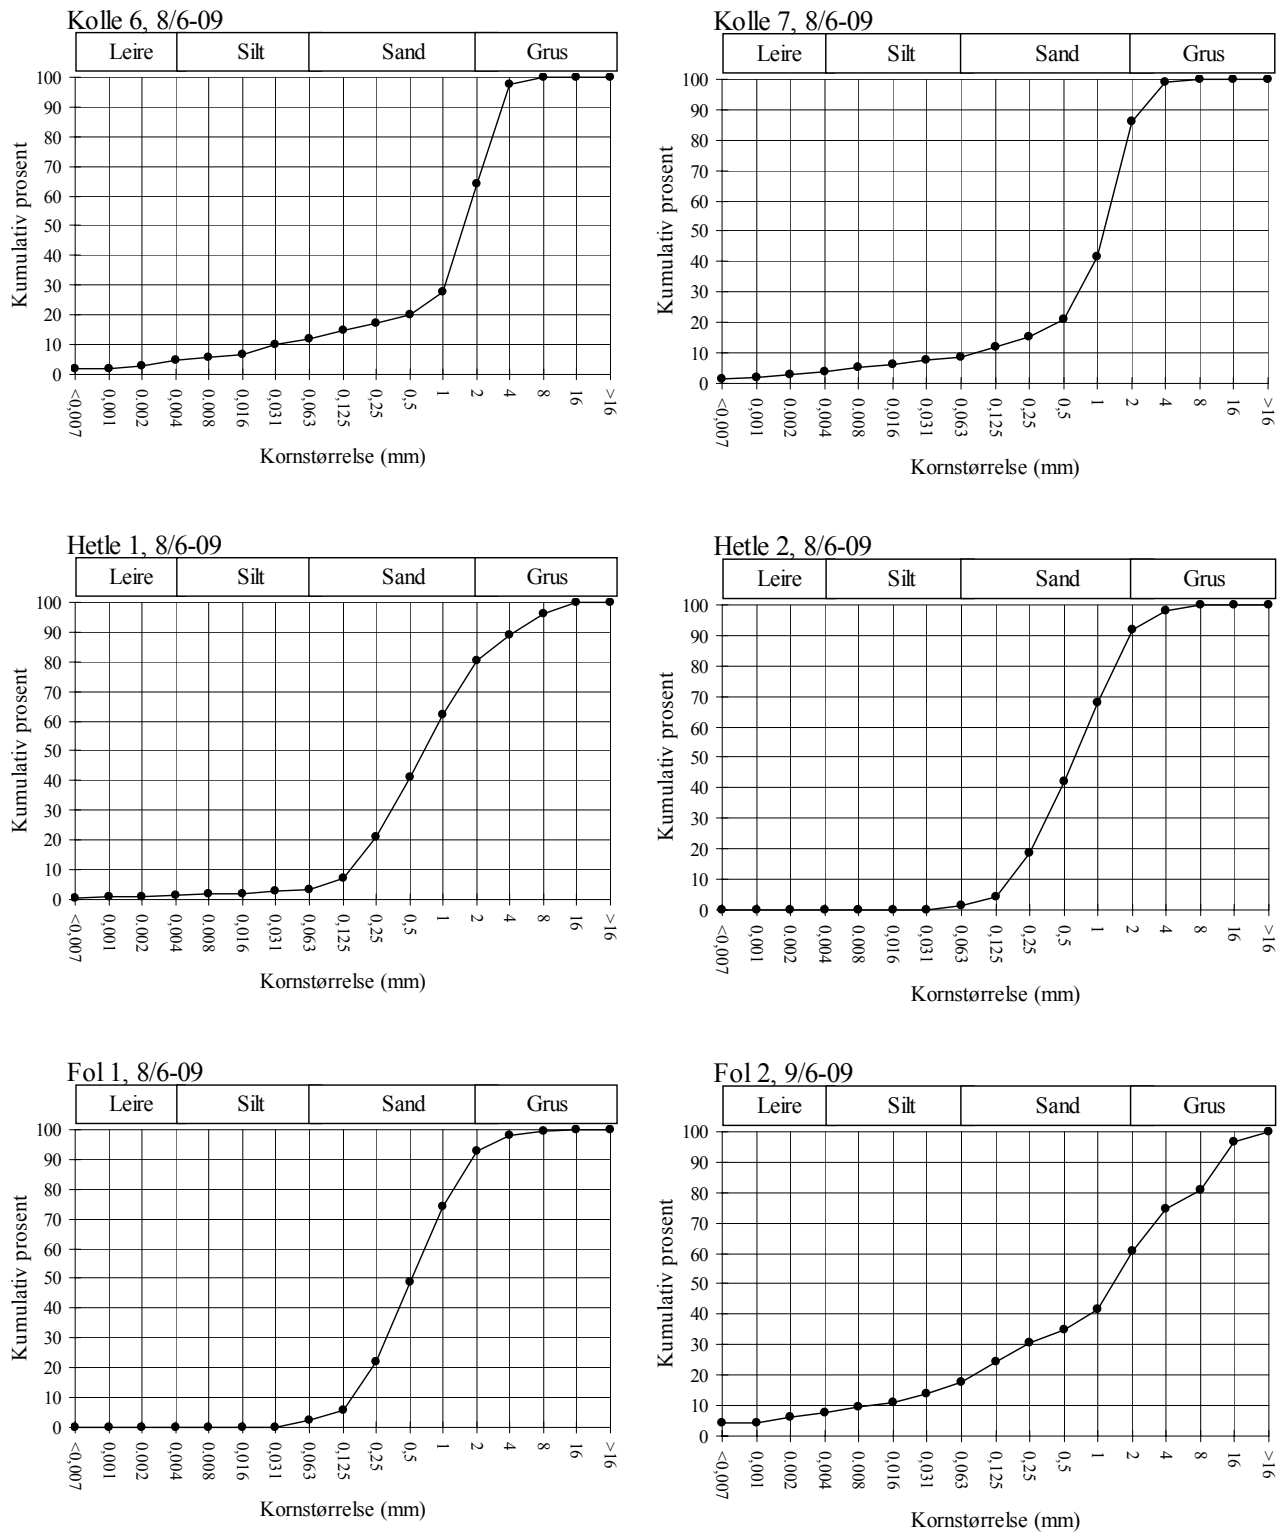 Kolle 6, 8/6-09
Leire Silt Sand Grus
100
90
80
70
60
50
40
30
20
10
0
Kumulativ prosent
<0,007 0,001 0.002 0,004 0.008 0,016 0,031 0,063 0,125 0,25 0,5 1 2 4 8 16 >16
Kornstørrelse (mm)
Kolle 7, 8/6-09
Leire Silt Sand Grus
100
90
80
70
60
50
40
30
20
10
0
Kumulativ prosent
<0,007 0,001 0.002 0,004 0.008 0,016 0,031 0,063 0,125 0,25 0,5 1 2 4 8 16 >16
Kornstørrelse (mm)
Hetle 1, 8/6-09
Leire Silt Sand Grus
100
90
80
70
60
50
40
30
20
10
0
Kumulativ prosent
<0,007 0,001 0.002 0,004 0.008 0,016 0,031 0,063 0,125 0,25 0,5 1 2 4 8 16 >16
Kornstørrelse (mm)
Hetle 2, 8/6-09
Leire Silt Sand Grus
100
90
80
70
60
50
40
30
20
10
0
Kumulativ prosent
<0,007 0,001 0.002 0,004 0.008 0,016 0,031 0,063 0,125 0,25 0,5 1 2 4 8 16 >16
Kornstørrelse (mm)
Fol 1, 8/6-09
Leire Silt Sand Grus
100
90
80
70
60
50
40
30
20
10
0
Kumulativ prosent
<0,007 0,001 0.002 0,004 0.008 0,016 0,031 0,063 0,125 0,25 0,5 1 2 4 8 16 >16
Kornstørrelse (mm)
Fol 2, 9/6-09
Leire Silt Sand Grus
100
90
80
70
60
50
40
30
20
10
0
Kumulativ prosent
<0,007 0,001 0.002 0,004 0.008 0,016 0,031 0,063 0,125 0,25 0,5 1 2 4 8 16 >16
Kornstørrelse (mm)